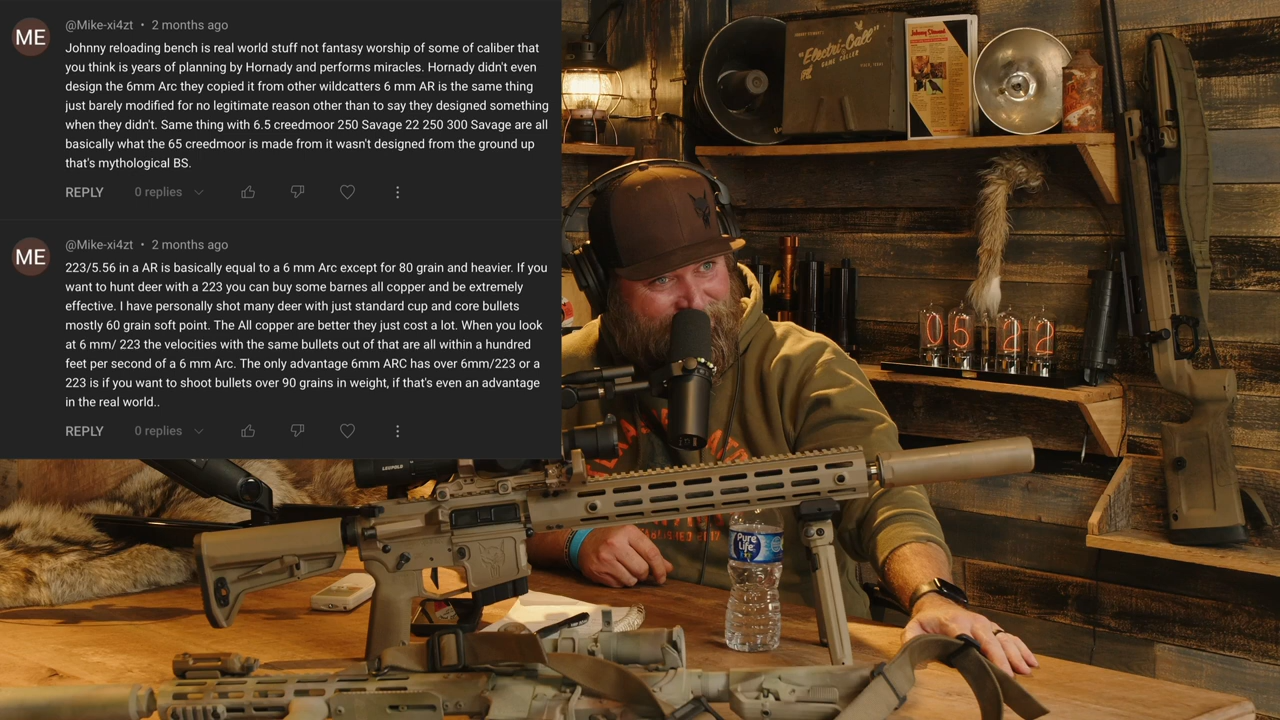 ME
@Mike-xi4zt • 2 months ago
Johnny reloading bench is real world stuff not fantasy worship of some of caliber that
you think is years of planning by Hornady and performs miracles. Hornady didn't even
design the 6mm Arc they copied it from other wildcatters 6 mm AR is the same thing
just barely modified for no legitimate reason other than to say they designed something
when they didn't. Same thing with 6.5 creedmoor 250 Savage 22 250 300 Savage are all
basically what the 65 creedmoor is made from it wasn't designed from the ground up
that's mythological BS.
REPLY 0 replies
ME
@Mike-xi4zt • 2 months ago
223/5.56 in a AR is basically equal to a 6 mm Arc except for 80 grain and heavier. If you
want to hunt deer with a 223 you can buy some barnes all copper and be extremely
effective. I have personally shot many deer with just standard cup and core bullets
mostly 60 grain soft point. The All copper are better they just cost a lot. When you look
at 6 mm/ 223 the velocities with the same bullets out of that are all within a hundred
feet per second of a 6 mm Arc. The only advantage 6mm ARC has over 6mm/223 or a
223 is if you want to shoot bullets over 90 grains in weight, if that's even an advantage
in the real world..
REPLY 0 replies
Johnny Stewart
"Electri-Call"
GAME CALLER
Johnny Stewart
05 22
LEUPOLD
Pure
Life